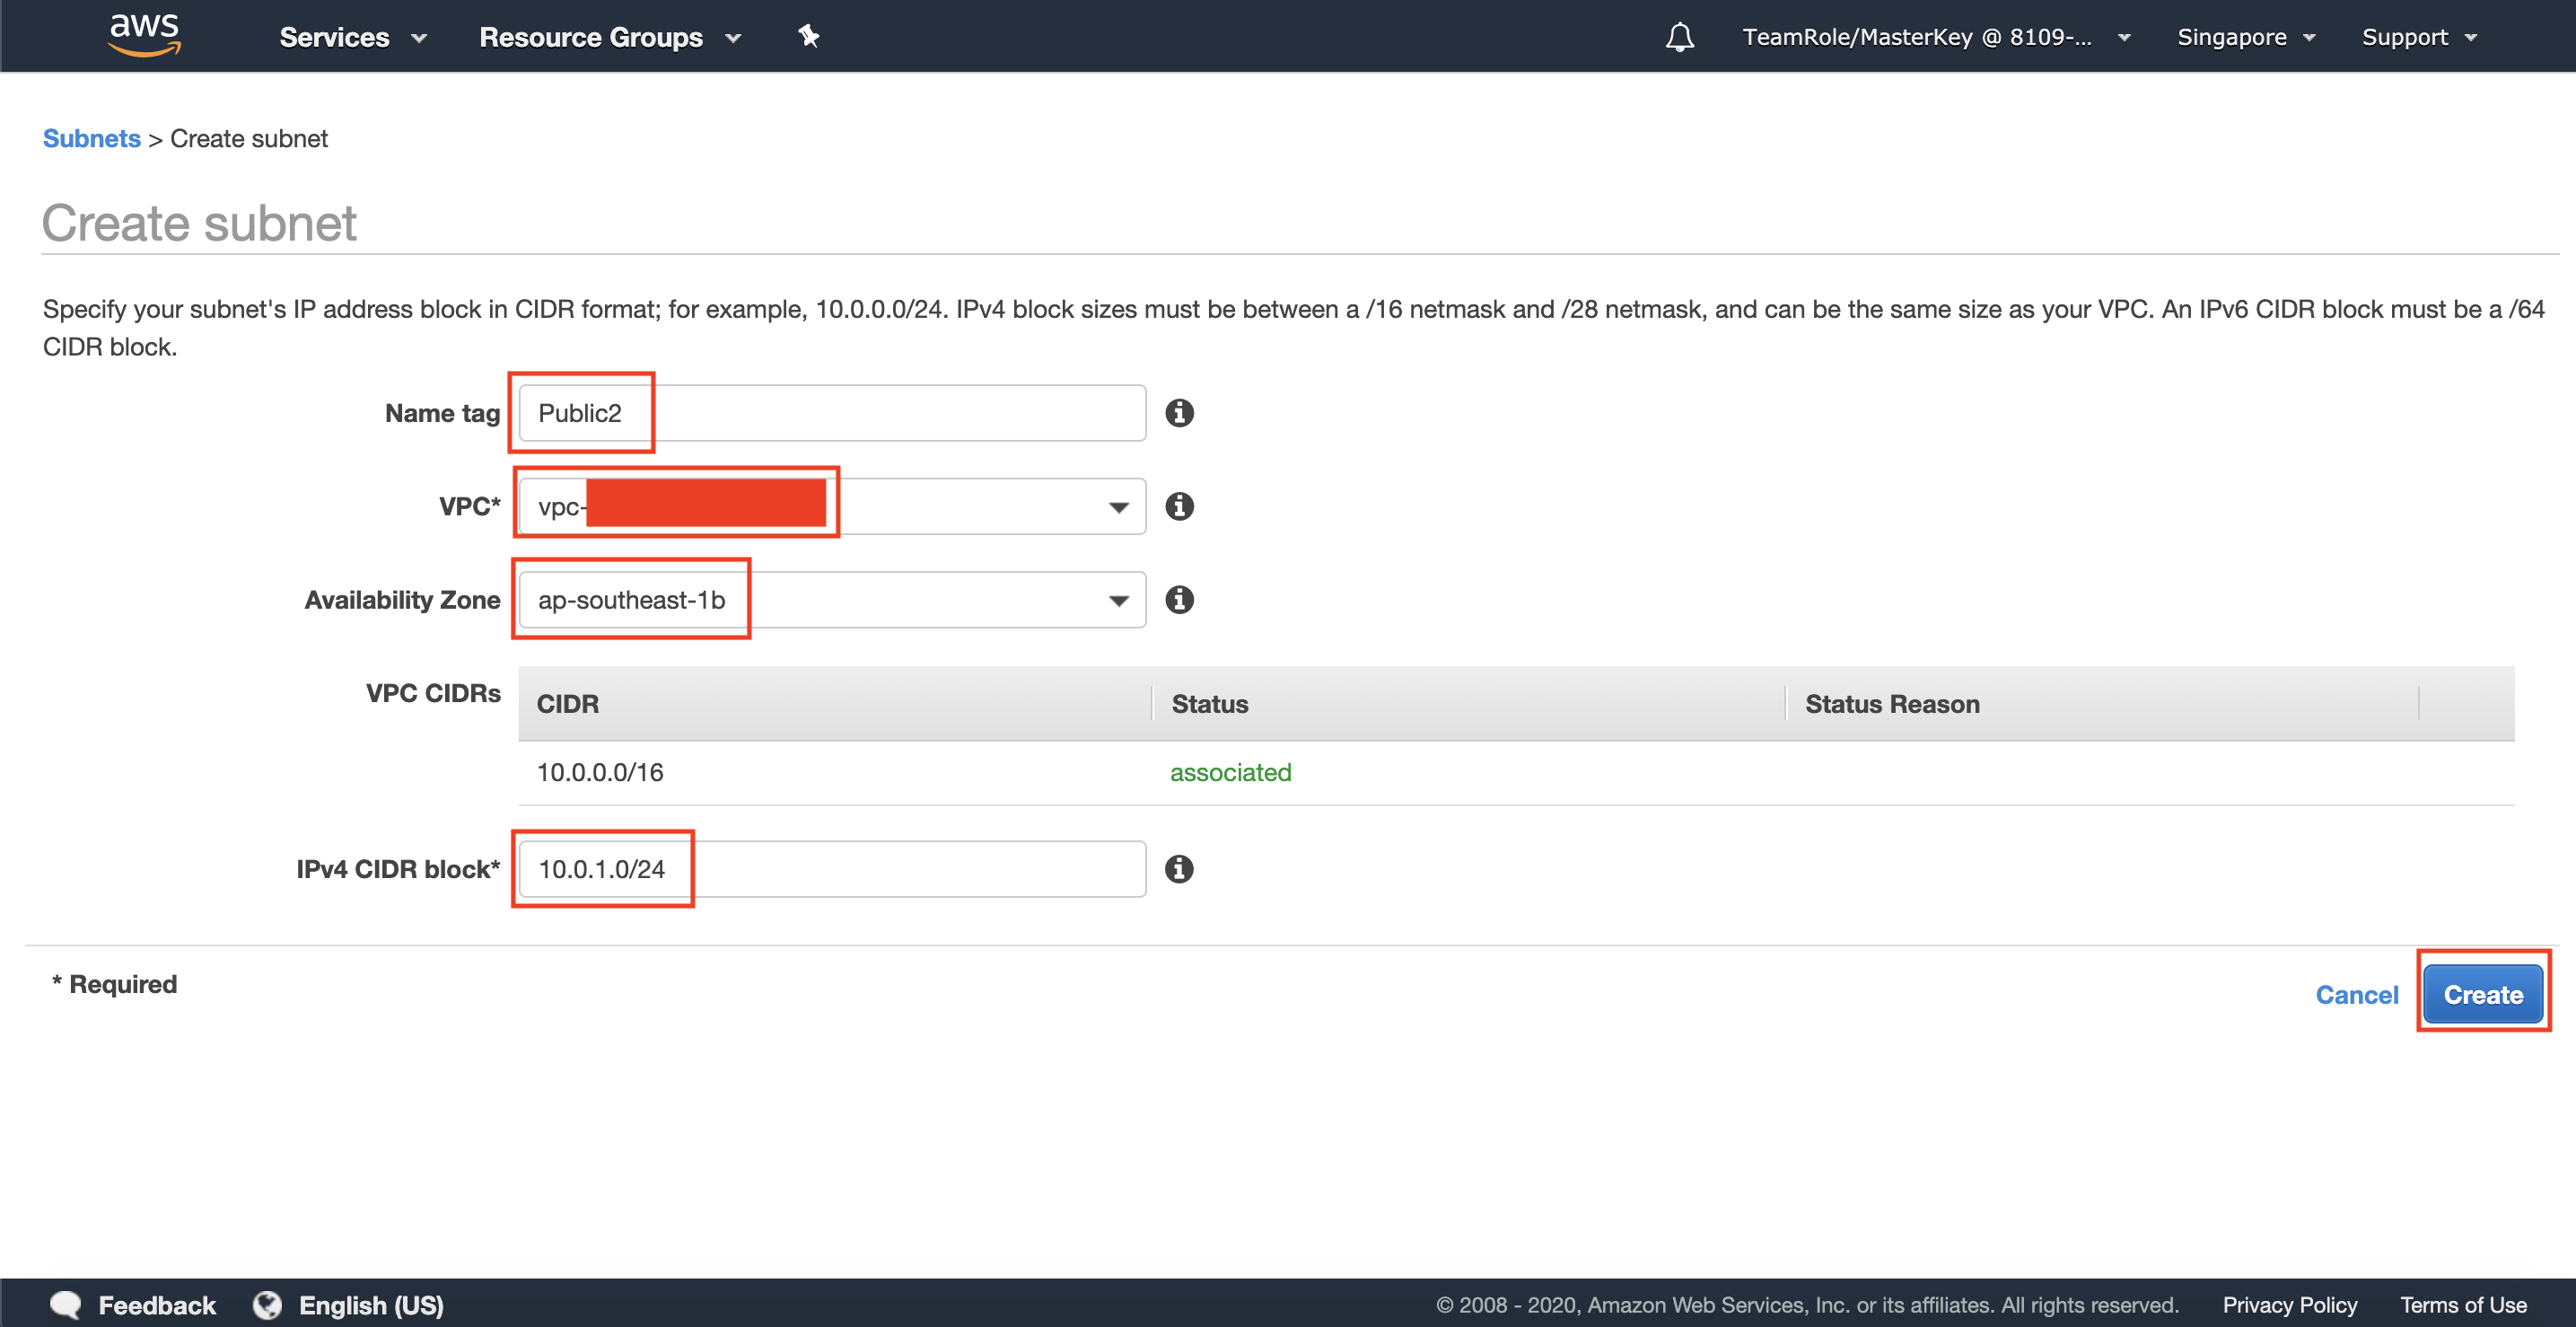 aws Services Resource Groups TeamRole/MasterKey @ 8109-... Singapore Support
Subnets > Create subnet
Create subnet
Specify your subnet's IP address block in CIDR format; for example, 10.0.0.0/24. IPv4 block sizes must be between a /16 netmask and /28 netmask, and can be the same size as your VPC. An IPv6 CIDR block must be a /64
CIDR block.
Name tag Public2
VPC* vpc-
Availability Zone ap-southeast-1b
VPC CIDRs CIDR Status Status Reason
10.0.0.0/16 associated
IPv4 CIDR block* 10.0.1.0/24
* Required
Cancel Create
Feedback English (US) © 2008 - 2020, Amazon Web Services, Inc. or its affiliates. All rights reserved. Privacy Policy Terms of Use